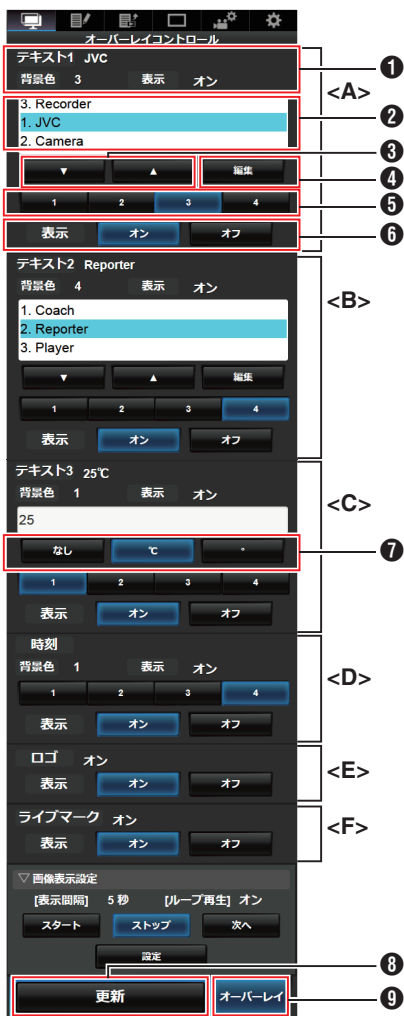 オーバーレイコントロール
テキスト1 JVC
背景色 3 表示 オン
❶
<A>
3. Recorder
1. JVC
2. Camera
❷
▼ ▲ 編集
❸
❹
1 2 3 4
❺
表示 オン オフ
❻
テキスト2 Reporter
背景色 4 表示 オン
<B>
1. Coach
2. Reporter
3. Player
▼ ▲ 編集
1 2 3 4
表示 オン オフ
テキスト3 25℃
背景色 1 表示 オン
<C>
25
なし ℃ °
❼
1 2 3 4
表示 オン オフ
時刻
背景色 1 表示 オン
<D>
1 2 3 4
表示 オン オフ
ロゴ オン
<E>
表示 オン オフ
ライブマーク オン
<F>
表示 オン オフ
▽ 画像表示設定
[表示間隔] 5 秒 [ループ再生] オン
スタート ストップ 次へ
設定
❽
更新 オーバーレイ
❾